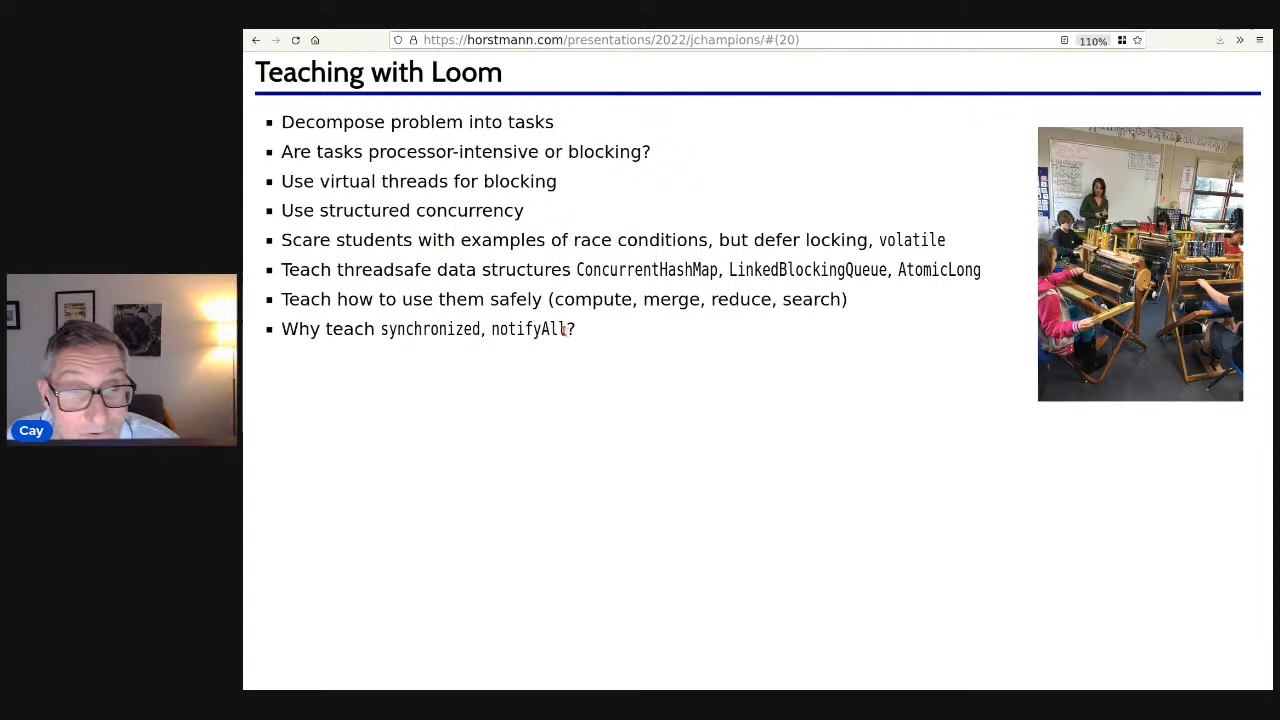 https://horstmann.com/presentations/2022/jchampions/#(20)
110%
Teaching with Loom
Decompose problem into tasks
Are tasks processor-intensive or blocking?
Use virtual threads for blocking
Use structured concurrency
Scare students with examples of race conditions, but defer locking, volatile
Teach threadsafe data structures ConcurrentHashMap, LinkedBlockingQueue, AtomicLong
Teach how to use them safely (compute, merge, reduce, search)
Why teach synchronized, notifyAll?
Cay